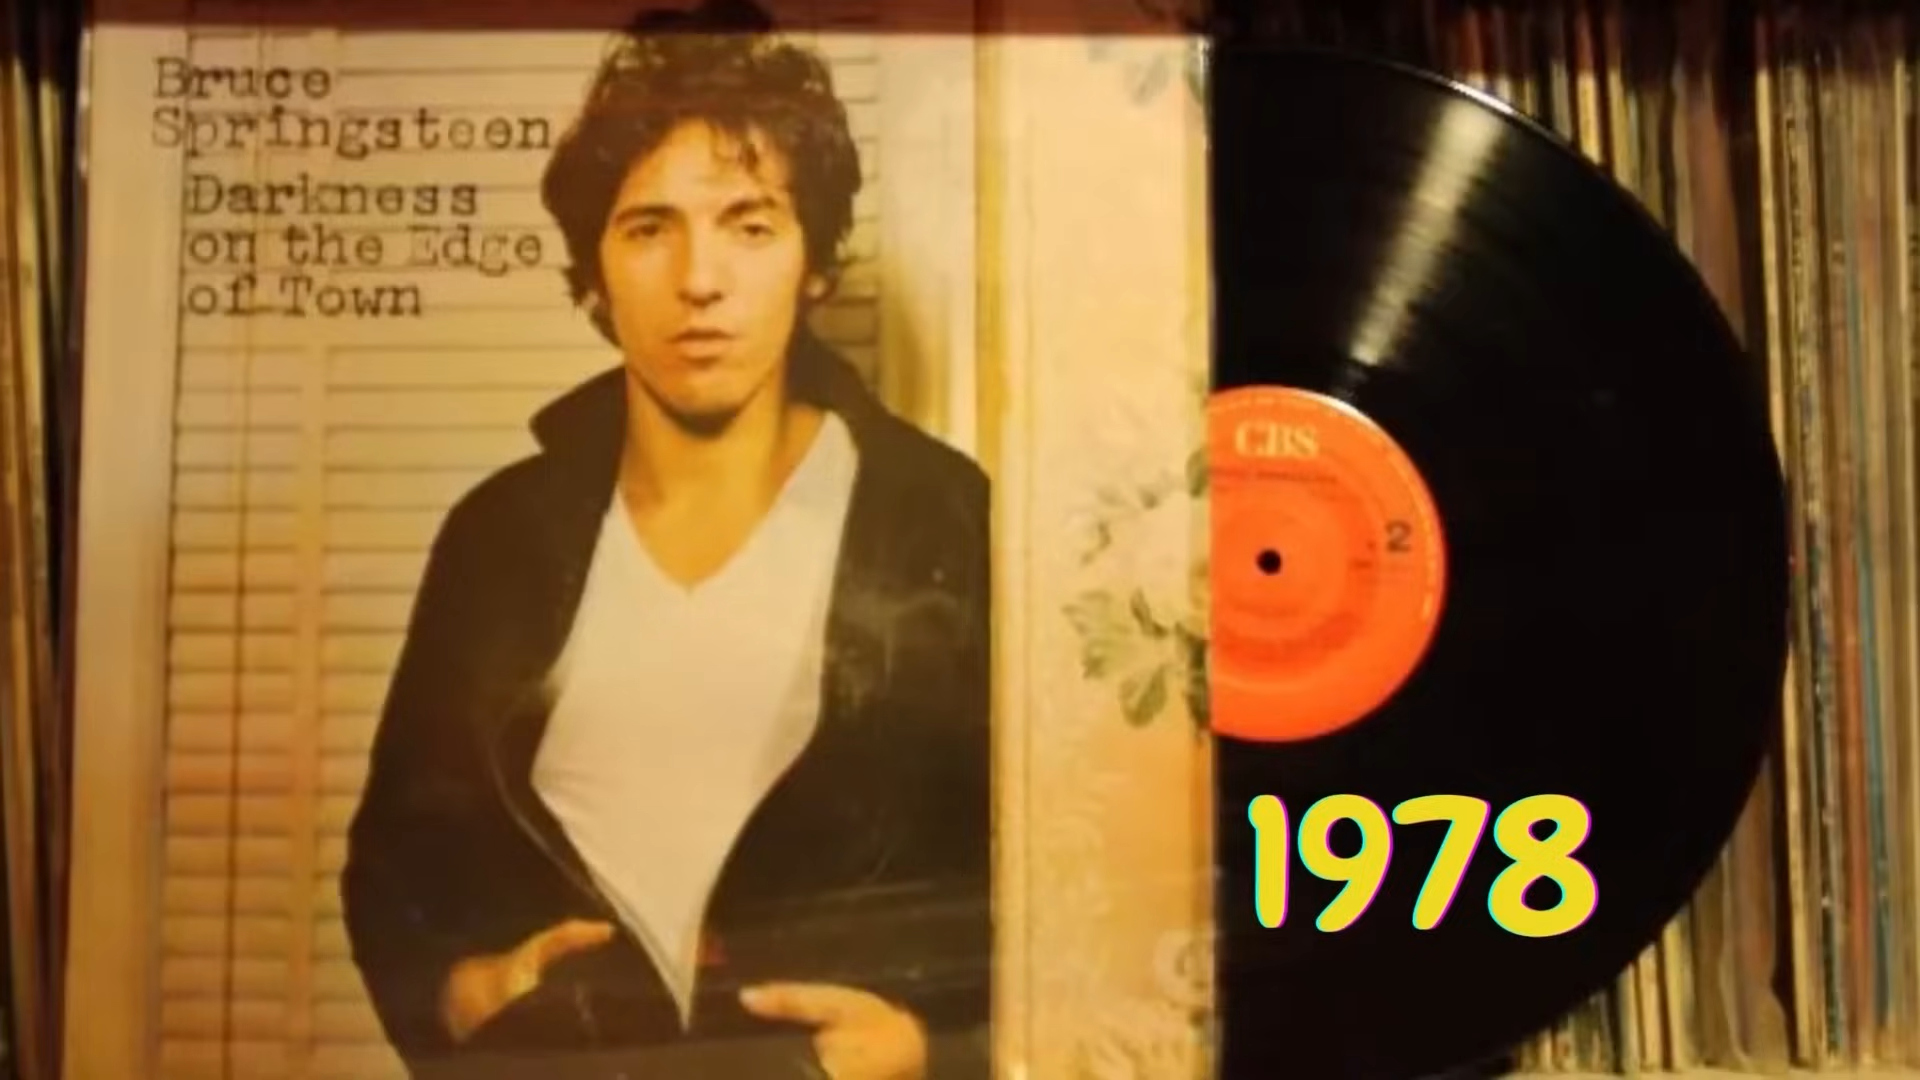 Bruce
Springsteen
Darkness
on the Edge
of Town
CBS
2
1978